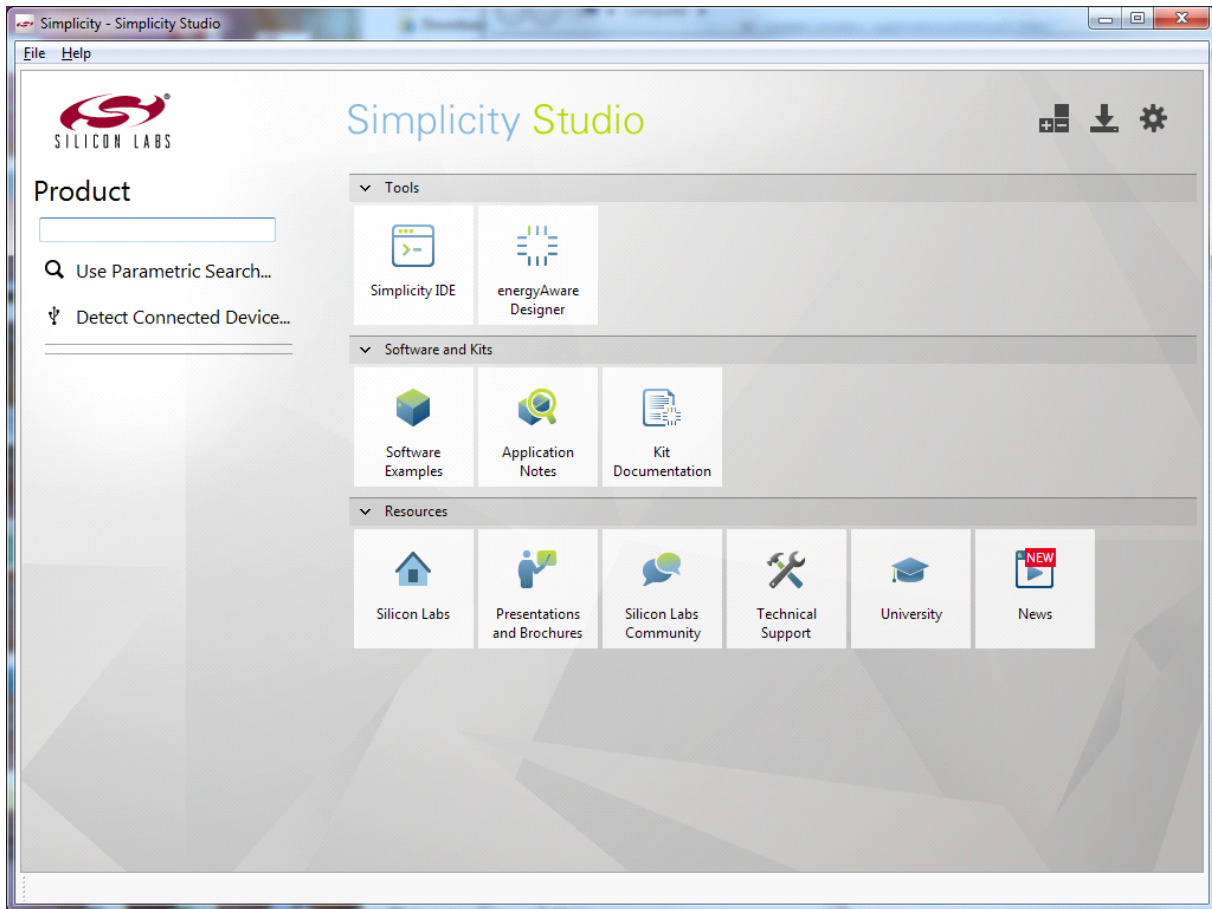 Simplicity - Simplicity Studio
File Help
SILICON LABS
Simplicity Studio
Product
Use Parametric Search...
Detect Connected Device...
Tools
Simplicity IDE
energyAware
Designer
Software and Kits
Software
Examples
Application
Notes
Kit
Documentation
Resources
Silicon Labs
Presentations
and Brochures
Silicon Labs
Community
Technical
Support
University
NEW
News